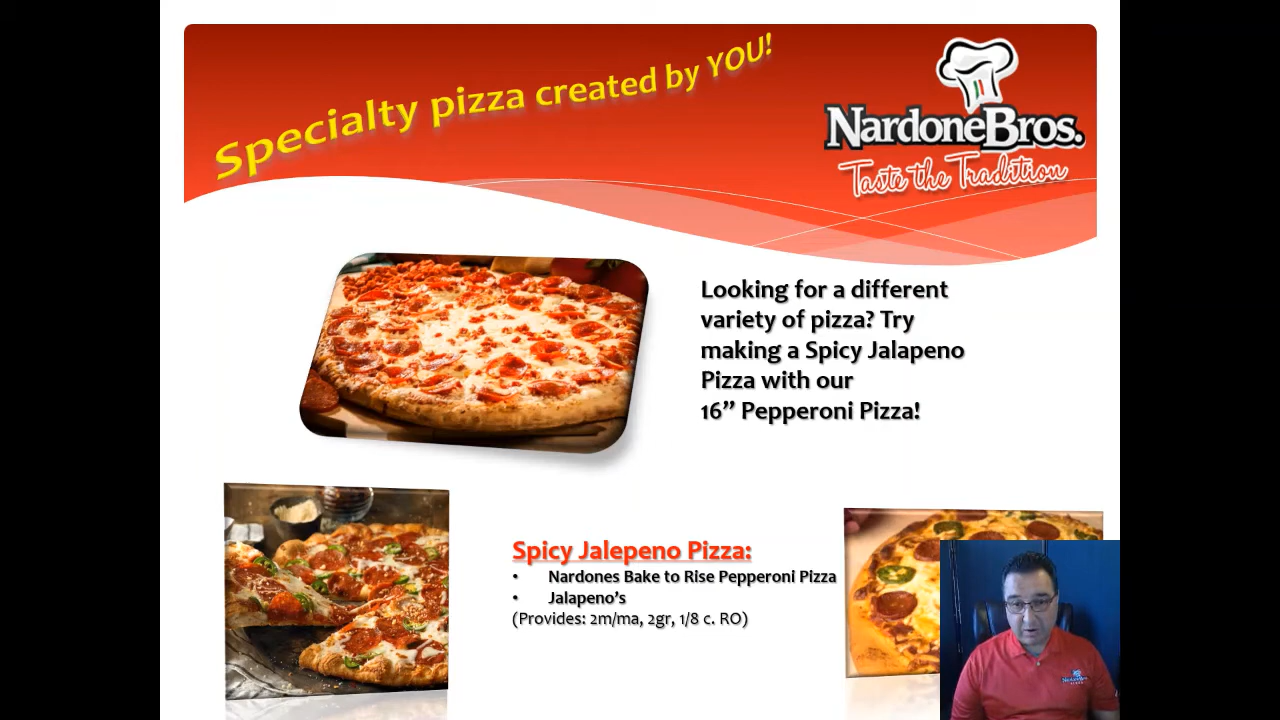 Specialty pizza created by YOU!
NardoneBros.
Taste the Tradition
Looking for a different
variety of pizza? Try
making a Spicy Jalapeno
Pizza with our
16” Pepperoni Pizza!
Spicy Jalepeno Pizza:
• Nardones Bake to Rise Pepperoni Pizza
• Jalapeno’s
(Provides: 2m/ma, 2gr, 1/8 c. RO)
NardoneBros.